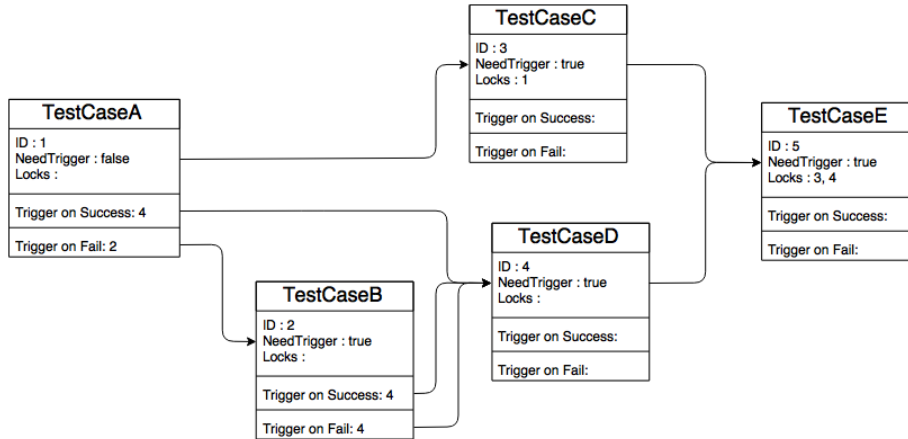 TestCaseA
ID : 1
NeedTrigger : false
Locks :
Trigger on Success: 4
Trigger on Fail: 2
TestCaseB
ID : 2
NeedTrigger : true
Locks :
Trigger on Success: 4
Trigger on Fail: 4
TestCaseC
ID : 3
NeedTrigger : true
Locks : 1
Trigger on Success:
Trigger on Fail:
TestCaseD
ID : 4
NeedTrigger : true
Locks :
Trigger on Success:
Trigger on Fail:
TestCaseE
ID : 5
NeedTrigger : true
Locks : 3, 4
Trigger on Success:
Trigger on Fail: